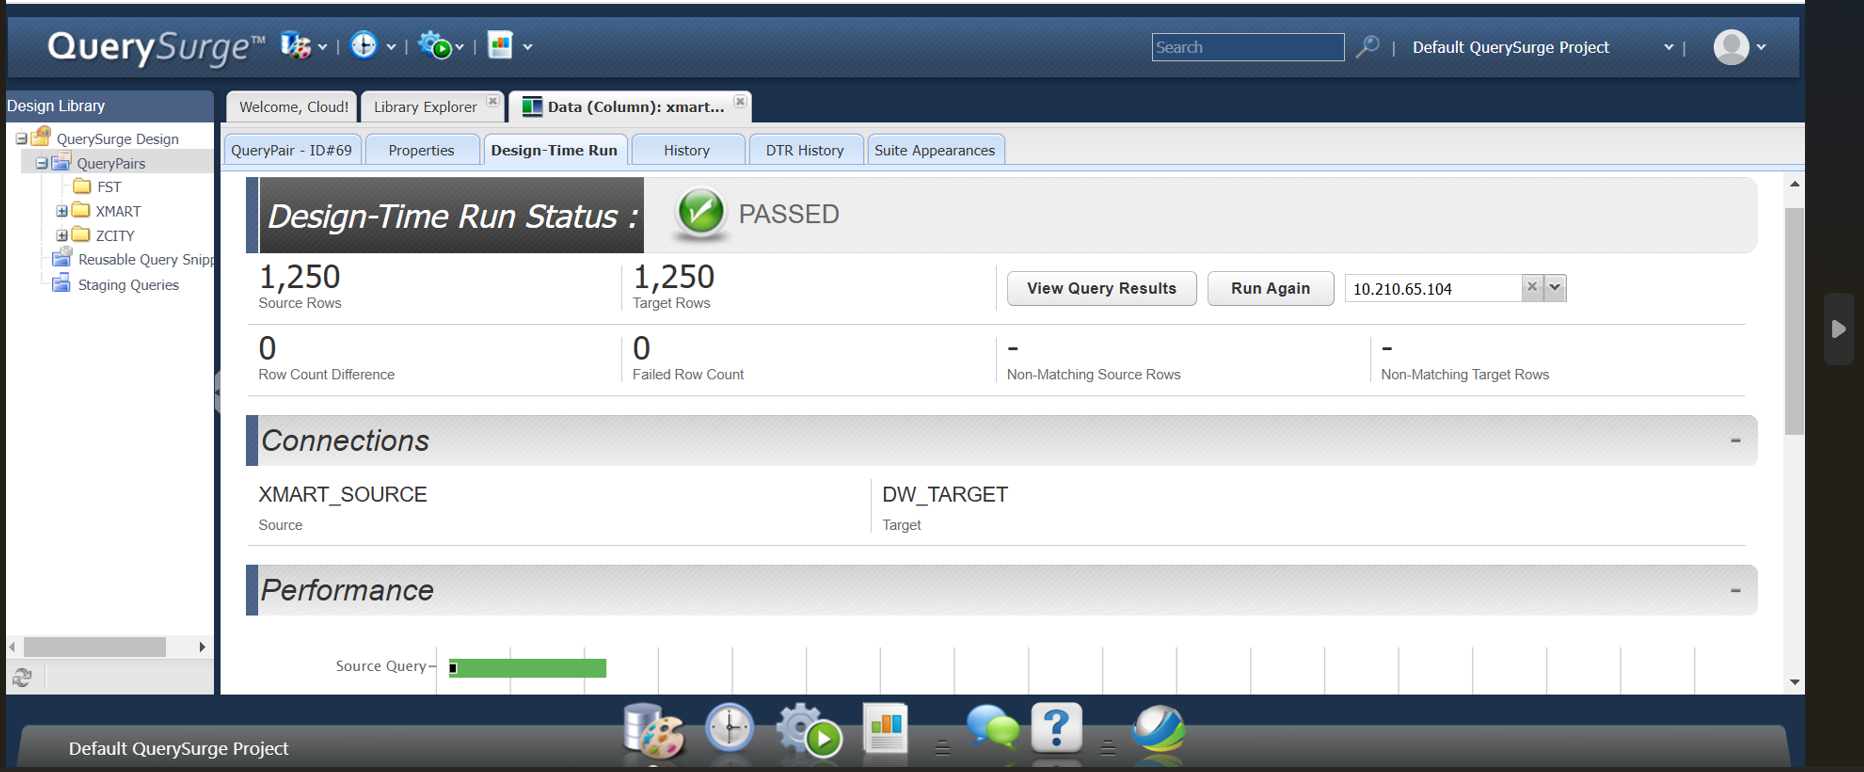 QuerySurge™
Search
Default QuerySurge Project
Design Library
Welcome, Cloud!
Library Explorer
Data (Column): xmart...
QuerySurge Design
QueryPairs
FST
XMART
ZCITY
Reusable Query Snipp
Staging Queries
QueryPair - ID#69
Properties
Design-Time Run
History
DTR History
Suite Appearances
Design-Time Run Status :
PASSED
1,250
Source Rows
1,250
Target Rows
View Query Results
Run Again
10.210.65.104
0
Row Count Difference
0
Failed Row Count
-
Non-Matching Source Rows
-
Non-Matching Target Rows
Connections
XMART_SOURCE
Source
DW_TARGET
Target
Performance
Source Query
Default QuerySurge Project